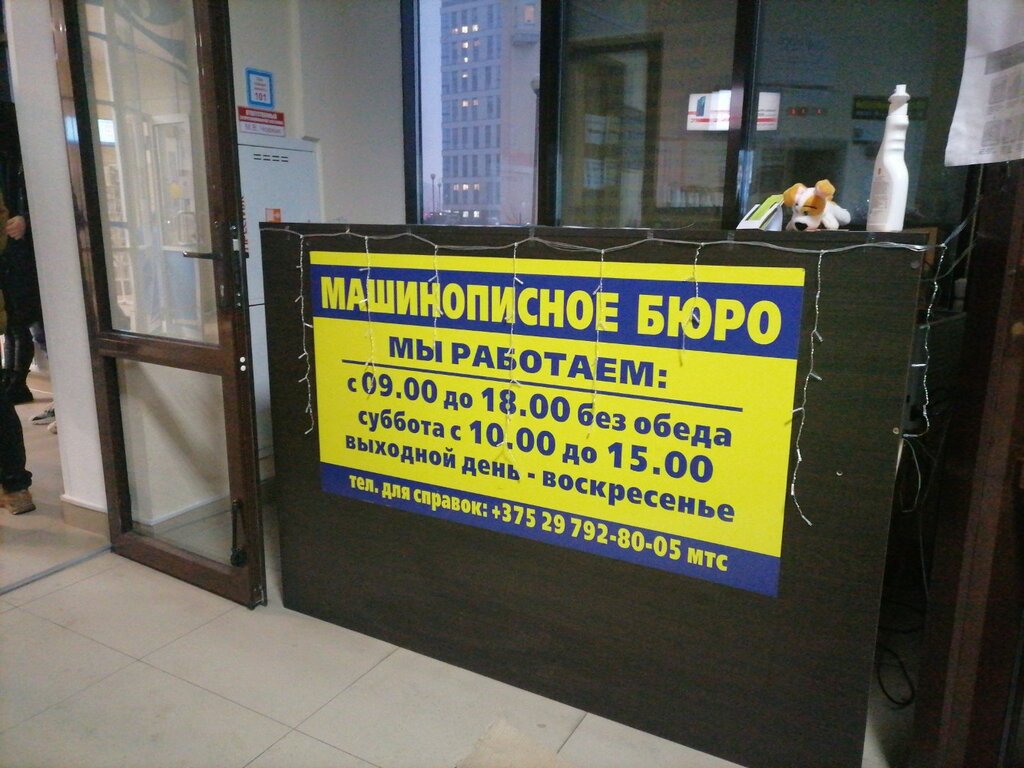 101
МАШИНОПИСНОЕ БЮРО
МЫ РАБОТАЕМ:
с 09.00 до 18.00 без обеда
суббота с 10.00 до 15.00
выходной день - воскресенье
тел. для справок: +375 29 792-80-05 мтс